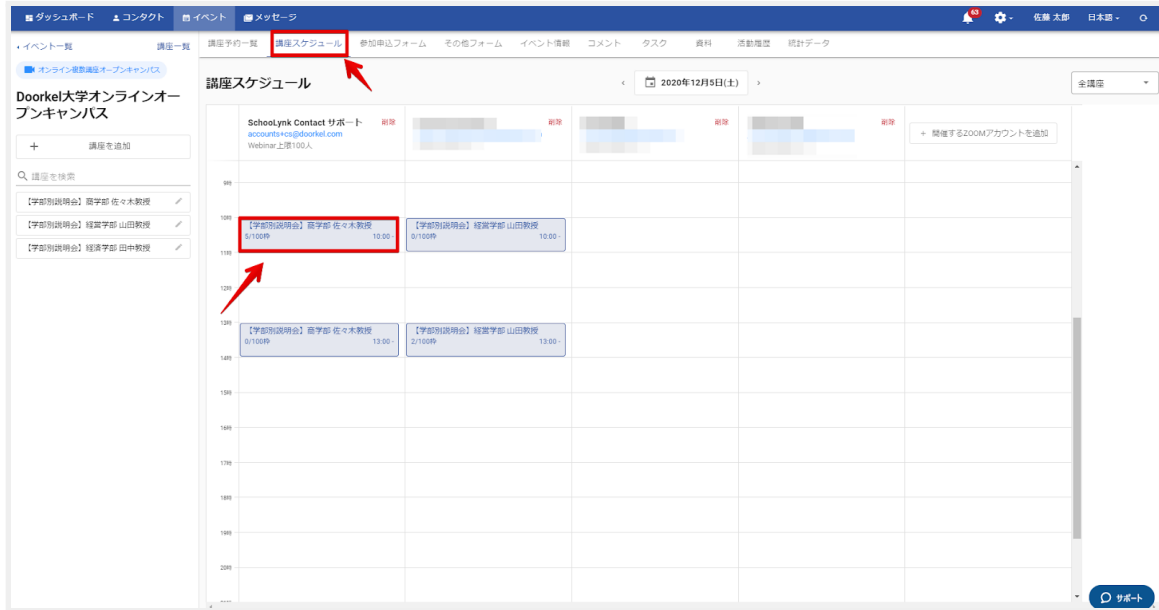 ダッシュボード コンタクト イベント メッセージ 63 佐藤 太郎 日本語
イベント一覧 講座一覧
講座予約一覧 講座スケジュール 参加申込フォーム その他フォーム イベント情報 コメント タスク 資料 活動履歴 統計データ
オンライン複数講座オープンキャンパス
Doorkel大学オンラインオー
プンキャンパス
+ 講座を追加
講座を検索
【学部別説明会】商学部 佐々木教授
【学部別説明会】経営学部 山田教授
【学部別説明会】経済学部 田中教授
講座スケジュール
2020年12月5日(土)
全講座
SchooLynk Contact サポート 削除 削除 削除 削除
accounts+cs@doorkel.com
Webinar上限100人
+ 開催するZOOMアカウントを追加
9時
10時
【学部別説明会】商学部 佐々木教授 【学部別説明会】経営学部 山田教授
5/100枠 10:00 - 0/100枠 10:00 -
11時
12時
13時
【学部別説明会】商学部 佐々木教授 【学部別説明会】経営学部 山田教授
0/100枠 13:00 - 2/100枠 13:00 -
14時
15時
16時
17時
18時
19時
20時
サポート